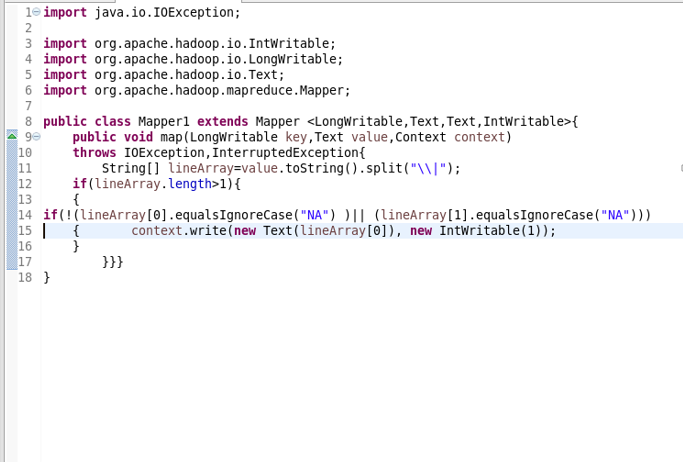 1 import java.io.IOException;
2
3 import org.apache.hadoop.io.IntWritable;
4 import org.apache.hadoop.io.LongWritable;
5 import org.apache.hadoop.io.Text;
6 import org.apache.hadoop.mapreduce.Mapper;
7
8 public class Mapper1 extends Mapper <LongWritable,Text,Text,IntWritable>{
9     public void map(LongWritable key,Text value,Context context)
10     throws IOException,InterruptedException{
11         String[] lineArray=value.toString().split("\\|");
12     if(lineArray.length>1){
13     {
14 if(!(lineArray[0].equalsIgnoreCase("NA") )|| (lineArray[1].equalsIgnoreCase("NA")))
15     {       context.write(new Text(lineArray[0]), new IntWritable(1));
16     }
17         }}}
18 }